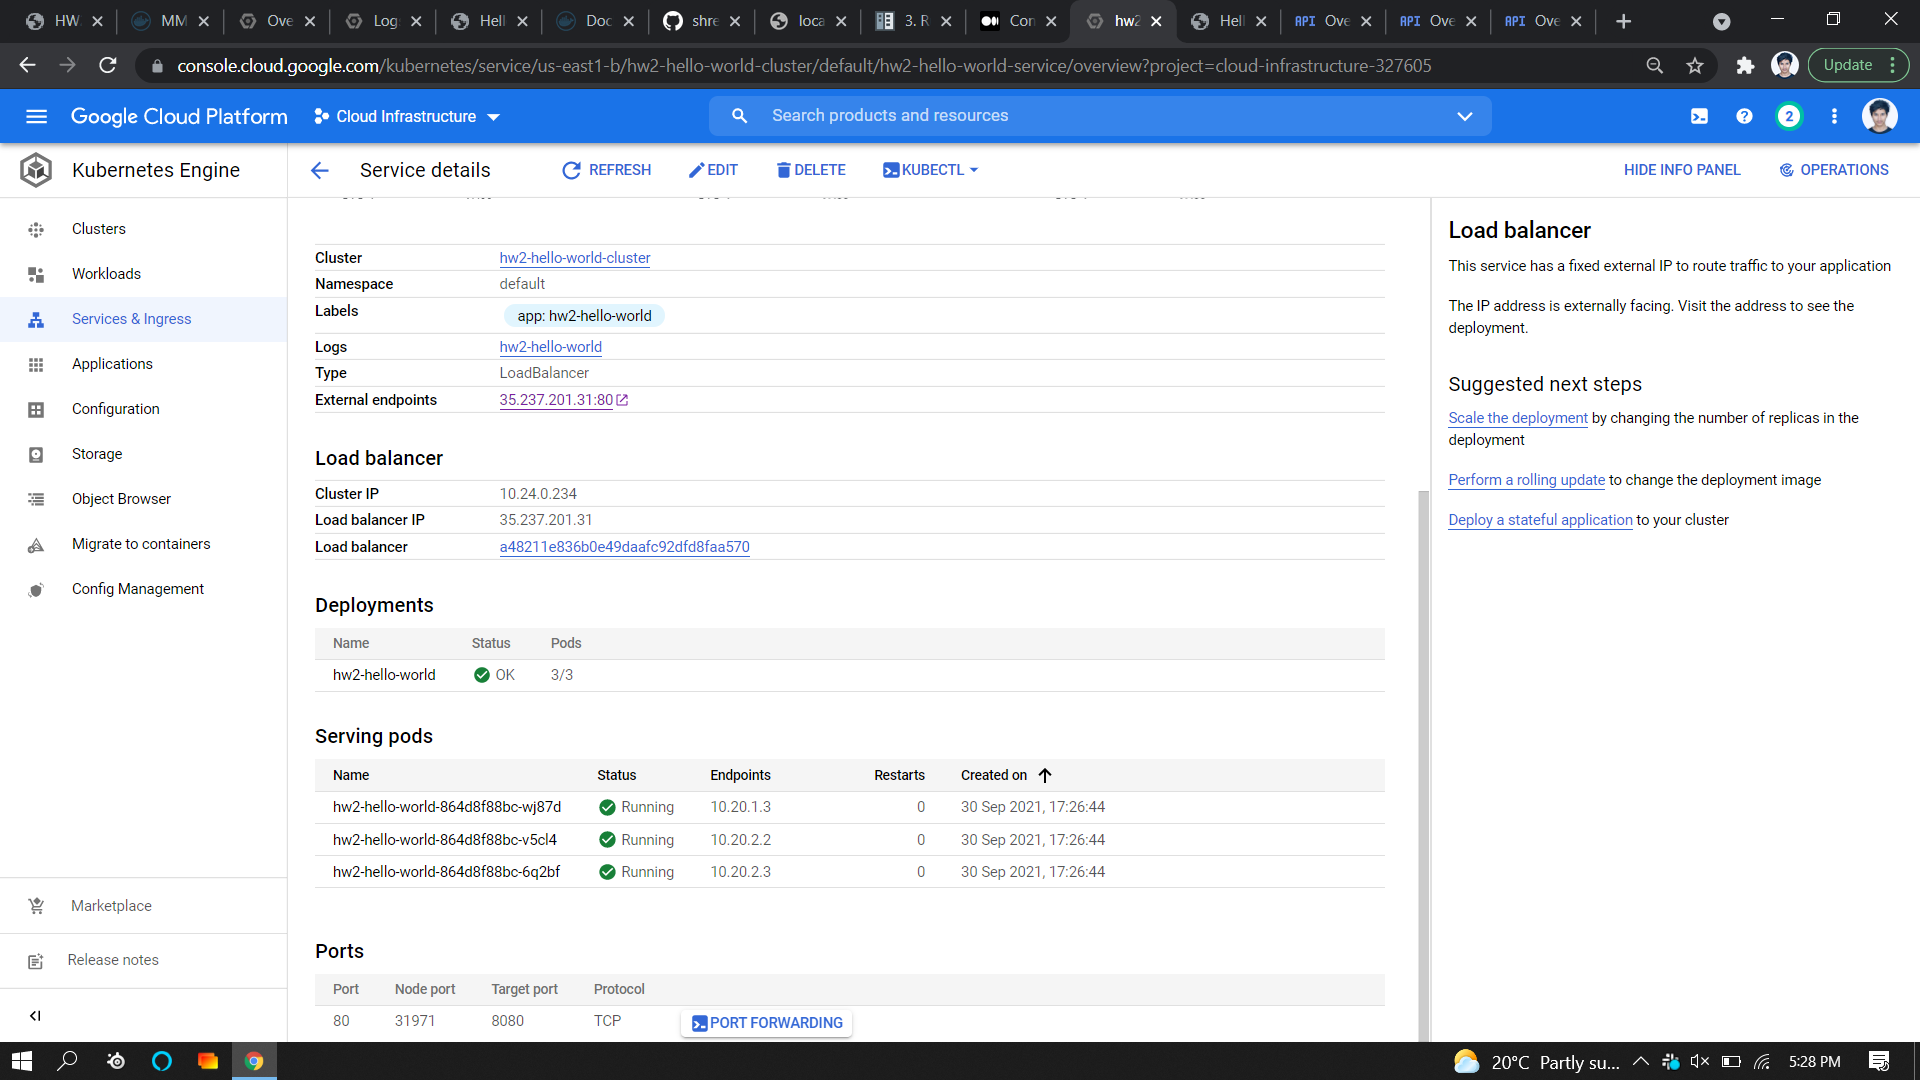 HW
MM
Ove
Log
Hell
Doc
shre
loca
3. R
Con
hw2
Hell
API Ove
API Ove
API Ove
console.cloud.google.com/kubernetes/service/us-east1-b/hw2-hello-world-cluster/default/hw2-hello-world-service/overview?project=cloud-infrastructure-327605
Update
Google Cloud Platform
Cloud Infrastructure
Search products and resources
2
Kubernetes Engine
Service details
REFRESH
EDIT
DELETE
KUBECTL
HIDE INFO PANEL
OPERATIONS
Clusters
Workloads
Services & Ingress
Applications
Configuration
Storage
Object Browser
Migrate to containers
Config Management
Marketplace
Release notes
Cluster hw2-hello-world-cluster
Namespace default
Labels app: hw2-hello-world
Logs hw2-hello-world
Type LoadBalancer
External endpoints 35.237.201.31:80
Load balancer
Cluster IP 10.24.0.234
Load balancer IP 35.237.201.31
Load balancer a48211e836b0e49daafc92dfd8faa570
Deployments
Name Status Pods
hw2-hello-world OK 3/3
Serving pods
Name Status Endpoints Restarts Created on
hw2-hello-world-864d8f88bc-wj87d Running 10.20.1.3 0 30 Sep 2021, 17:26:44
hw2-hello-world-864d8f88bc-v5cl4 Running 10.20.2.2 0 30 Sep 2021, 17:26:44
hw2-hello-world-864d8f88bc-6q2bf Running 10.20.2.3 0 30 Sep 2021, 17:26:44
Ports
Port Node port Target port Protocol
80 31971 8080 TCP PORT FORWARDING
Load balancer
This service has a fixed external IP to route traffic to your application
The IP address is externally facing. Visit the address to see the
deployment.
Suggested next steps
Scale the deployment by changing the number of replicas in the
deployment
Perform a rolling update to change the deployment image
Deploy a stateful application to your cluster
20°C Partly su...
5:28 PM